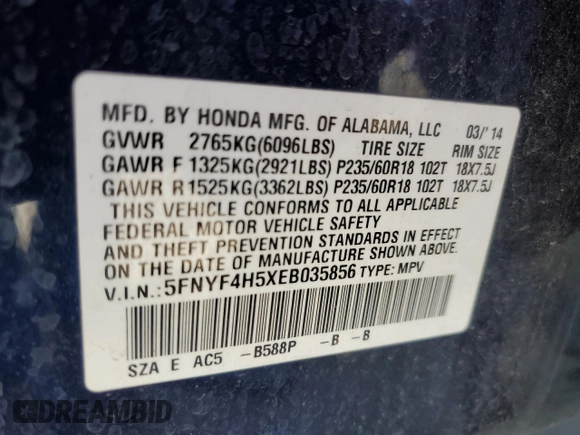 MFD. BY HONDA MFG. OF ALABAMA, LLC 03/'14
GVWR 2765KG(6096LBS) TIRE SIZE RIM SIZE
GAWR F 1325KG(2921LBS) P235/60R18 102T 18X7.5J
GAWR R 1525KG(3362LBS) P235/60R18 102T 18X7.5J
THIS VEHICLE CONFORMS TO ALL APPLICABLE
FEDERAL MOTOR VEHICLE SAFETY
AND THEFT PREVENTION STANDARDS IN EFFECT
ON THE DATE OF MANUFACTURE SHOWN ABOVE.
V.I.N.:5FNYF4H5XEB035856 TYPE: MPV
SZA E AC5 -B588P -B -B
DREAMBID